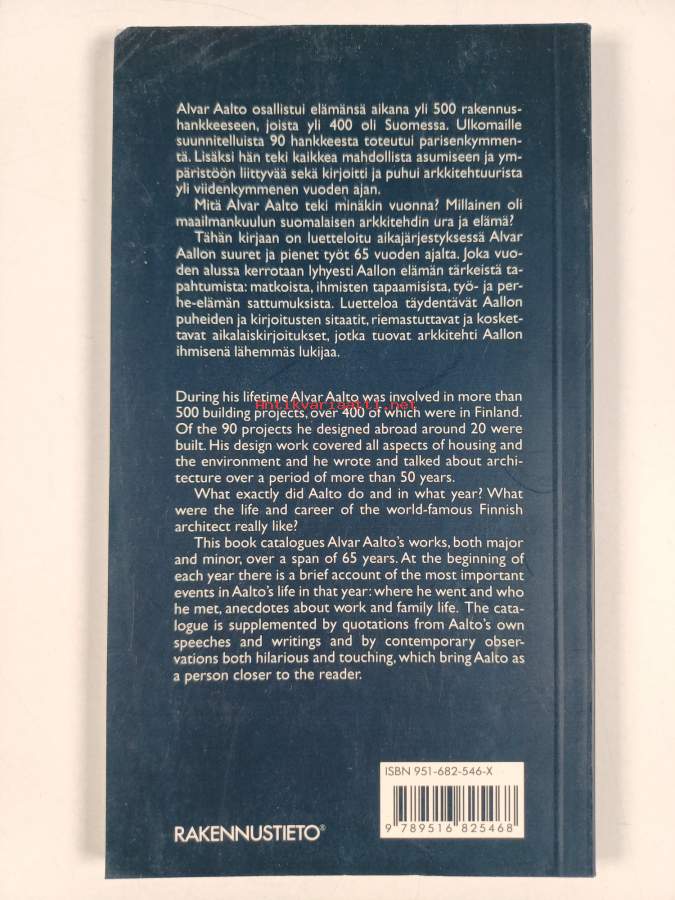 Alvar Aalto osallistui elämänsä aikana yli 500 rakennus-
hankkeeseen, joista yli 400 oli Suomessa. Ulkomaille
suunnitelluista 90 hankkeesta toteutui parisenkymmen-
tä. Lisäksi hän teki kaikkea mahdollista asumiseen ja ym-
päristöön liittyvää sekä kirjoitti ja puhui arkkitehtuurista
yli viidenkymmenen vuoden ajan.
Mitä Alvar Aalto teki minäkin vuonna? Millainen oli
maailmankuulun suomalaisen arkkitehdin ura ja elämä?
Tähän kirjaan on luetteloitu aikajärjestyksessä Alvar
Aallon suuret ja pienet työt 65 vuoden ajalta. Joka vuo-
den alussa kerrotaan lyhyesti Aallon elämän tärkeistä ta-
pahtumista: matkoista, ihmisten tapaamisista, työ- ja per-
he-elämän sattumuksista. Luetteloa täydentävät Aallon
puheiden ja kirjoitusten sitaatit, riemastuttavat ja kosket-
tavat aikalaiskirjoitukset, jotka tuovat arkkitehti Aallon
ihmisenä lähemmäs lukijaa.
During his lifetime Alvar Aalto was involved in more than
Antikvariaatti.net
500 building projects, over 400 of which were in Finland.
Of the 90 projects he designed abroad around 20 were
built. His design work covered all aspects of housing and
the environment and he wrote and talked about archi-
tecture over a period of more than 50 years.
What exactly did Aalto do and in what year? What
were the life and career of the world-famous Finnish
architect really like?
This book catalogues Alvar Aalto's works, both major
and minor, over a span of 65 years. At the beginning of
each year there is a brief account of the most important
events in Aalto's life in that year: where he went and who
he met, anecdotes about work and family life. The cata-
logue is supplemented by quotations from Aalto's own
speeches and writings and by contemporary obser-
vations both hilarious and touching, which bring Aalto as
a person closer to the reader.
ISBN 951-682-546-X
9 789516 825468
RAKENNUSTIETO®